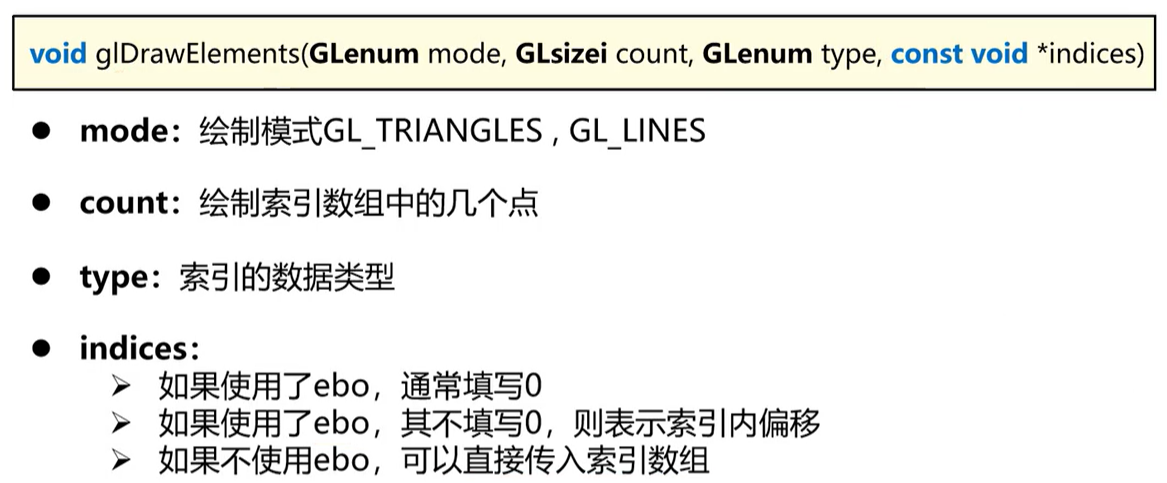 void glDrawElements(GLenum mode, GLsizei count, GLenum type, const void *indices)
● mode：绘制模式GL_TRIANGLES , GL_LINES
● count：绘制索引数组中的几个点
● type：索引的数据类型
● indices：
➢ 如果使用了ebo，通常填写0
➢ 如果使用了ebo，其不填写0，则表示索引内偏移
➢ 如果不使用ebo，可以直接传入索引数组